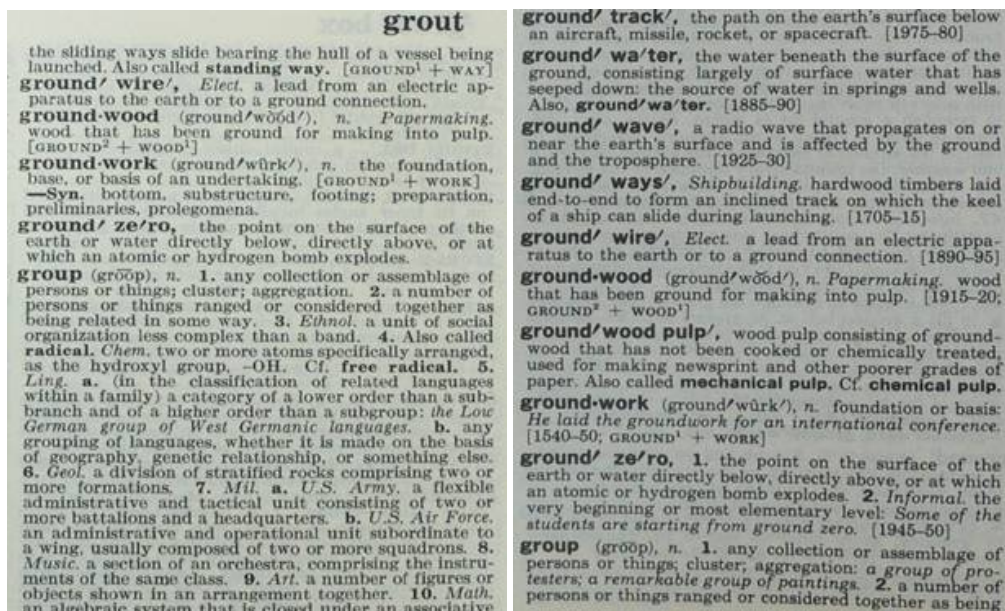 grout
the sliding ways slide bearing the hull of a vessel being
launched. Also called standing way. [GROUND¹ + WAY]
ground′ wire′, Elect. a lead from an electric ap-
paratus to the earth or to a ground connection.
ground·wood (ground′wŏŏd′), n. Papermaking.
wood that has been ground for making into pulp.
[GROUND² + WOOD¹]
ground·work (ground′wûrk′), n. the foundation,
base, or basis of an undertaking. [GROUND¹ + WORK]
—Syn. bottom, substructure, footing; preparation,
preliminaries, prolegomena.
ground′ ze′ro, the point on the surface of the
earth or water directly below, directly above, or at
which an atomic or hydrogen bomb explodes.
group (grōōp), n. 1. any collection or assemblage of
persons or things; cluster; aggregation. 2. a number of
persons or things ranged or considered together as
being related in some way. 3. Ethnol. a unit of social
organization less complex than a band. 4. Also called
radical. Chem. two or more atoms specifically arranged,
as the hydroxyl group, –OH. Cf. free radical. 5.
Ling. a. (in the classification of related languages
within a family) a category of a lower order than a sub-
branch and of a higher order than a subgroup: the Low
German group of West Germanic languages. b. any
grouping of languages, whether it is made on the basis
of geography, genetic relationship, or something else.
6. Geol. a division of stratified rocks comprising two or
more formations. 7. Mil. a. U.S. Army. a flexible
administrative and tactical unit consisting of two or
more battalions and a headquarters. b. U.S. Air Force.
an administrative and operational unit subordinate to
a wing, usually composed of two or more squadrons. 8.
Music. a section of an orchestra, comprising the instru-
ments of the same class. 9. Art. a number of figures or
objects shown in an arrangement together. 10. Math.
an algebraic system that is closed under an associative
ground′ track′, the path on the earth's surface below
an aircraft, missile, rocket, or spacecraft. [1975–80]
ground′ wa′ter, the water beneath the surface of the
ground, consisting largely of surface water that has
seeped down: the source of water in springs and wells.
Also, ground′wa′ter. [1885–90]
ground′ wave′, a radio wave that propagates on or
near the earth's surface and is affected by the ground
and the troposphere. [1925–30]
ground′ ways′, Shipbuilding. hardwood timbers laid
end-to-end to form an inclined track on which the keel
of a ship can slide during launching. [1705–15]
ground′ wire′, Elect. a lead from an electric appa-
ratus to the earth or to a ground connection. [1890–95]
ground·wood (ground′wŏŏd′), n. Papermaking. wood
that has been ground for making into pulp. [1915–20;
GROUND² + WOOD¹]
ground′wood pulp′, wood pulp consisting of ground-
wood that has not been cooked or chemically treated,
used for making newsprint and other poorer grades of
paper. Also called mechanical pulp. Cf. chemical pulp.
ground·work (ground′wûrk′), n. foundation or basis:
He laid the groundwork for an international conference.
[1540–50; GROUND¹ + WORK]
ground′ ze′ro, 1. the point on the surface of the
earth or water directly below, directly above, or at which
an atomic or hydrogen bomb explodes. 2. Informal. the
very beginning or most elementary level: Some of the
students are starting from ground zero. [1945–50]
group (grōōp), n. 1. any collection or assemblage of
persons or things; cluster; aggregation: a group of pro-
testers; a remarkable group of paintings. 2. a number of
persons or things ranged or considered together as being